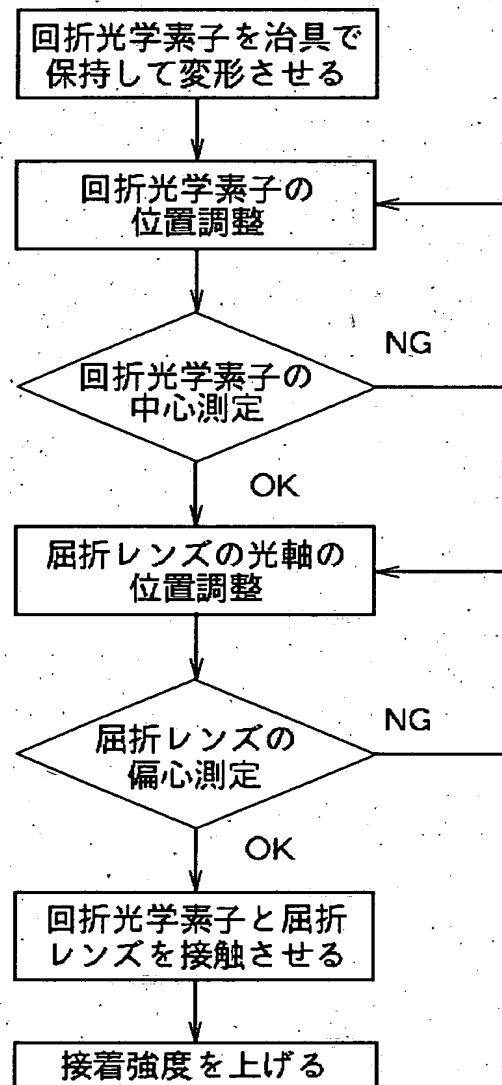 回折光学素子を治具で
保持して変形させる
回折光学素子の
位置調整
NG
回折光学素子の
中心測定
OK
屈折レンズの光軸の
位置調整
NG
屈折レンズの
偏心測定
OK
回折光学素子と屈折
レンズを接触させる
接着強度を上げる